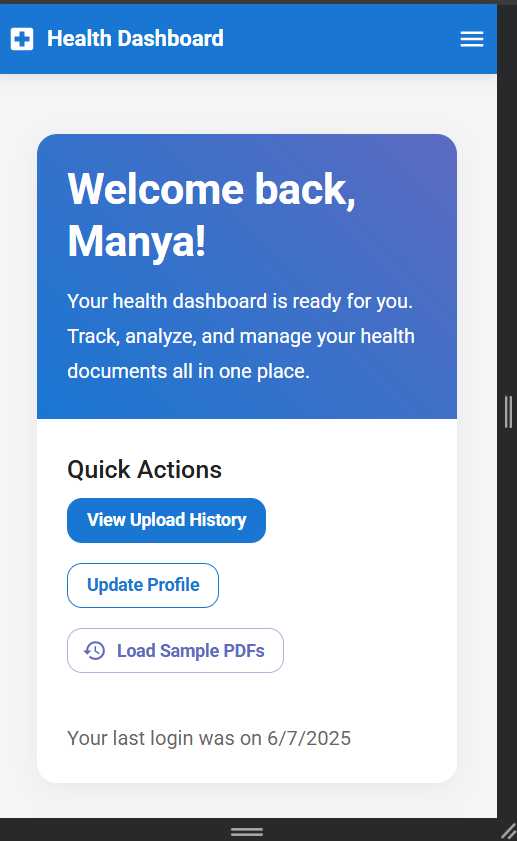 Health Dashboard
Welcome back,
Manya!
Your health dashboard is ready for you.
Track, analyze, and manage your health
documents all in one place.
Quick Actions
View Upload History
Update Profile
Load Sample PDFs
Your last login was on 6/7/2025